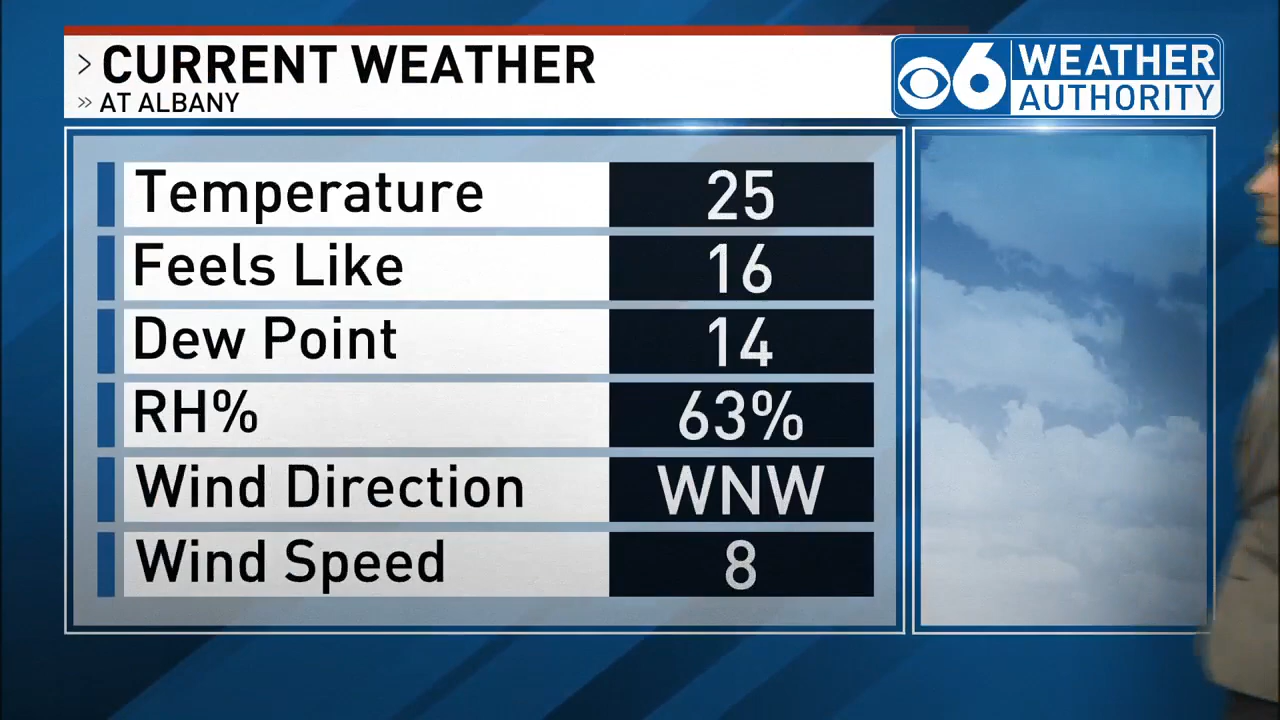 > CURRENT WEATHER
» AT ALBANY
6 WEATHER
AUTHORITY
Temperature 25
Feels Like 16
Dew Point 14
RH% 63%
Wind Direction WNW
Wind Speed 8